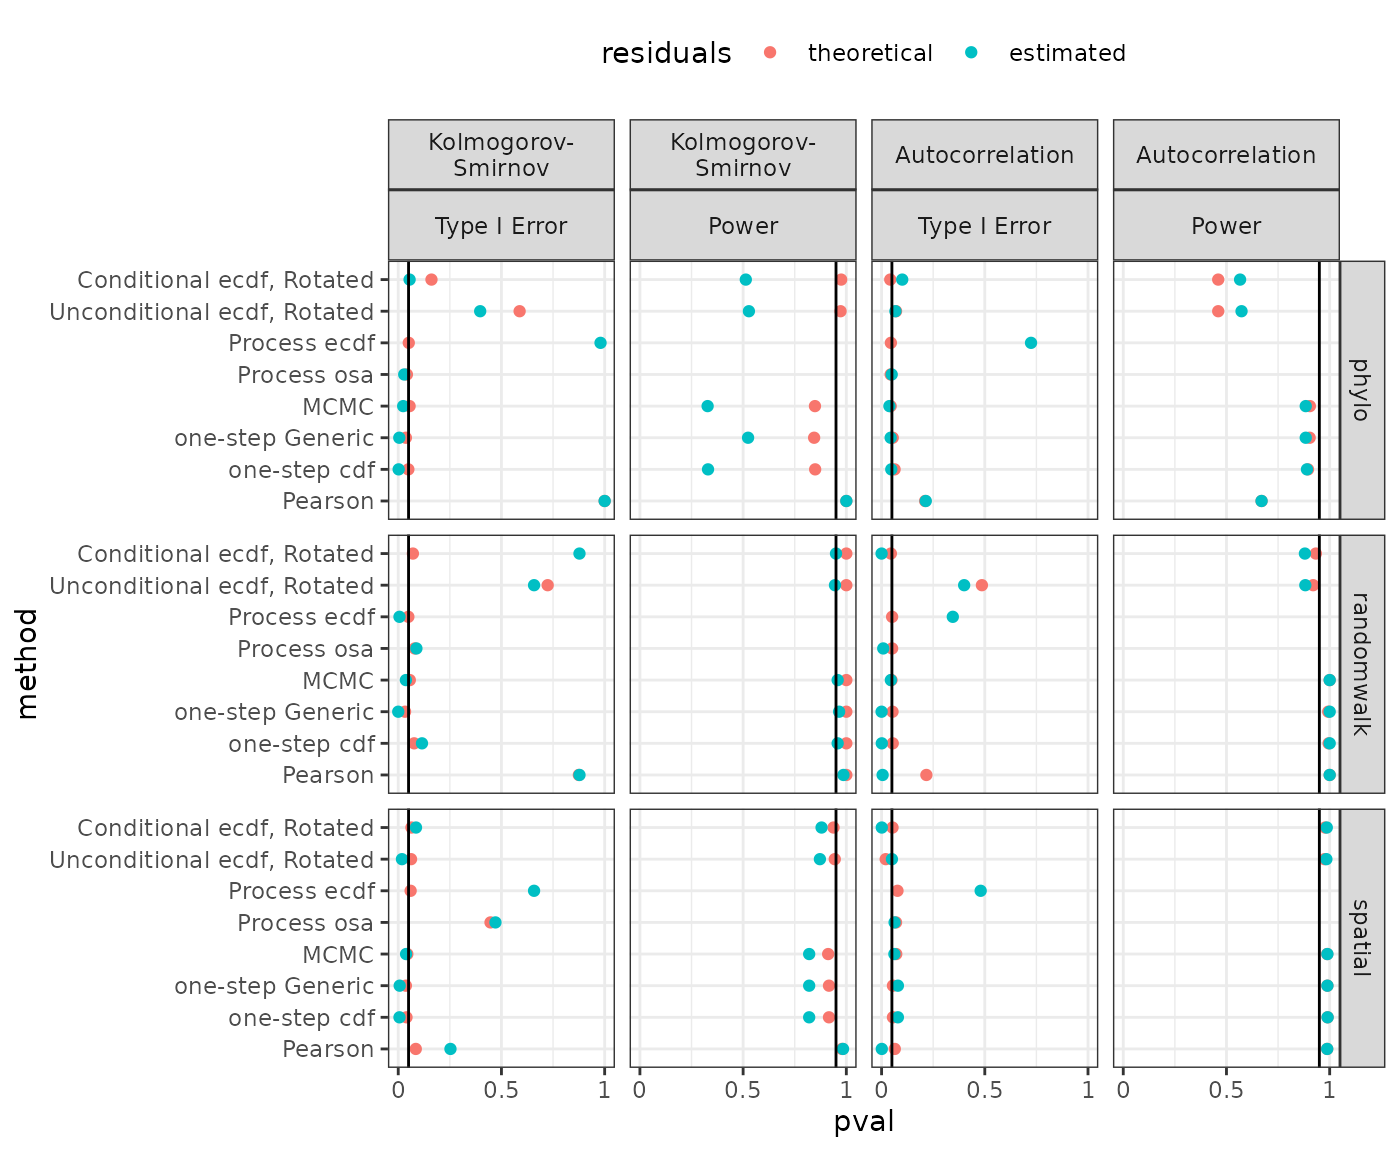 residuals theoretical estimated
Kolmogorov-
Smirnov
Kolmogorov-
Smirnov
Autocorrelation
Autocorrelation
Type I Error
Power
Type I Error
Power
method
Conditional ecdf, Rotated
Unconditional ecdf, Rotated
Process ecdf
Process osa
MCMC
one-step Generic
one-step cdf
Pearson
phylo
Conditional ecdf, Rotated
Unconditional ecdf, Rotated
Process ecdf
Process osa
MCMC
one-step Generic
one-step cdf
Pearson
randomwalk
Conditional ecdf, Rotated
Unconditional ecdf, Rotated
Process ecdf
Process osa
MCMC
one-step Generic
one-step cdf
Pearson
spatial
0 0.5 1 0 0.5 1 0 0.5 1 0 0.5 1
pval